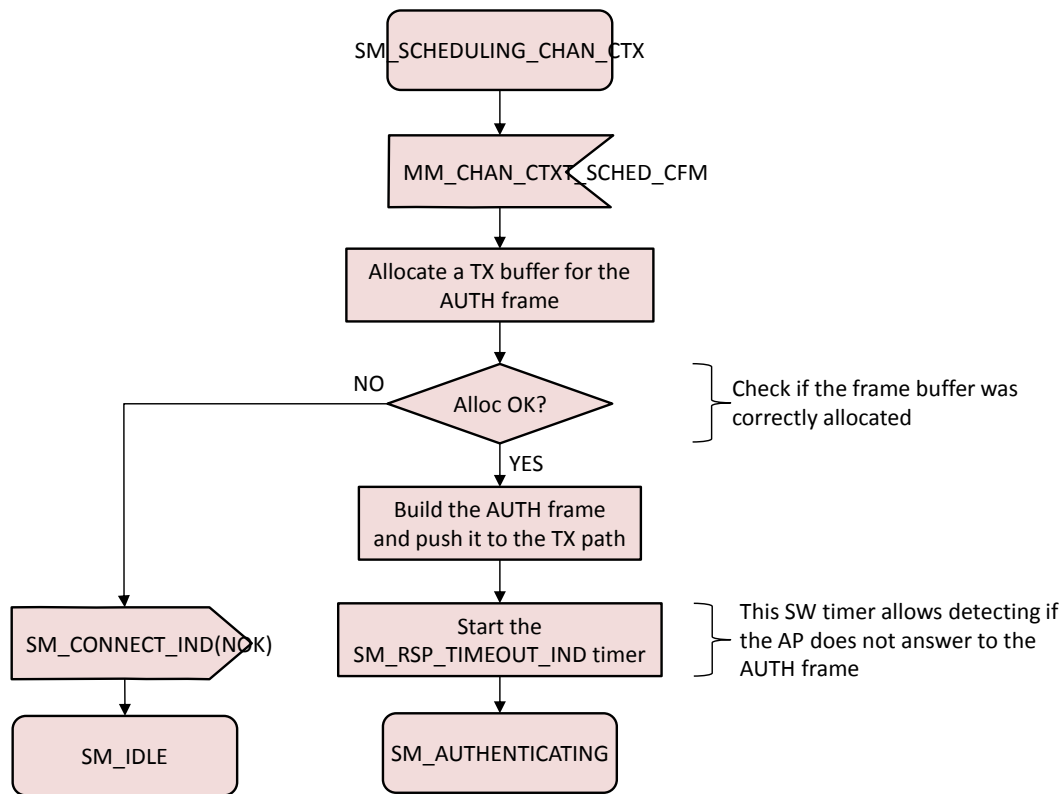 SM_SCHEDULING_CHAN_CTX
MM_CHAN_CTXT_SCHED_CFM
Allocate a TX buffer for the
AUTH frame
NO
Alloc OK?
Check if the frame buffer was
correctly allocated
YES
Build the AUTH frame
and push it to the TX path
SM_CONNECT_IND(NOK)
Start the
SM_RSP_TIMEOUT_IND timer
This SW timer allows detecting if
the AP does not answer to the
AUTH frame
SM_IDLE
SM_AUTHENTICATING